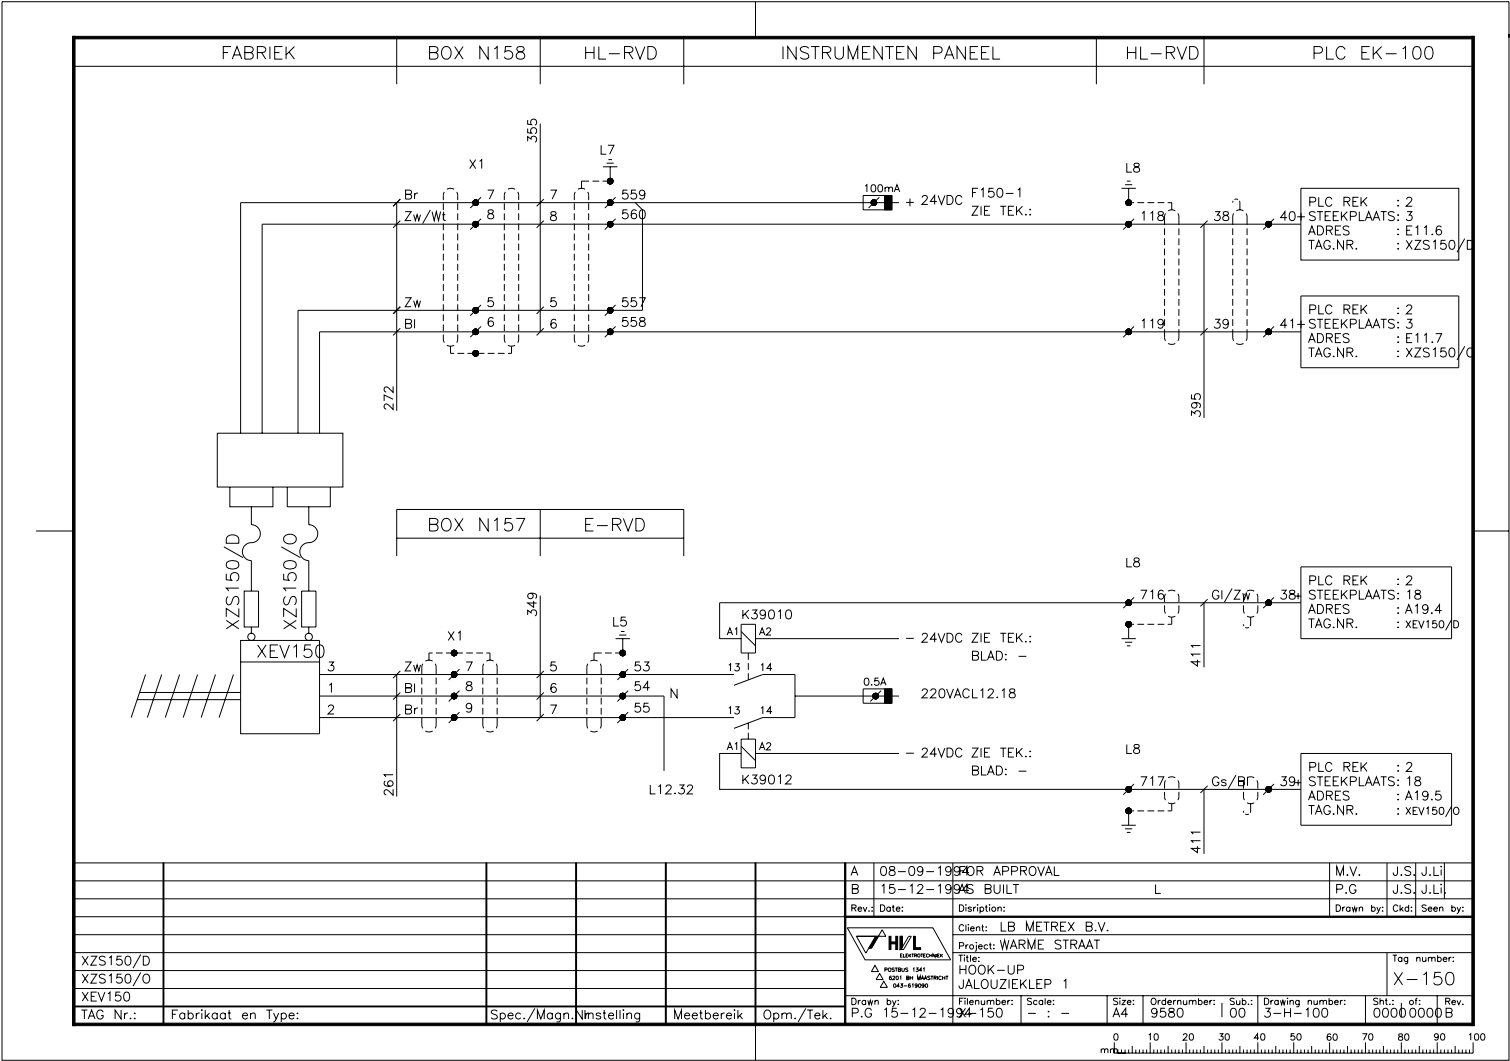 FABRIEK BOX N158 HL-RVD INSTRUMENTEN PANEEL HL-RVD PLC EK-100
355
X1
L7
L8
Br 7 7 559
100mA + 24VDC F150-1
ZIE TEK.:
Zw/Wt 8 8 560
118 38 40+
PLC REK : 2
STEEKPLAATS: 3
ADRES : E11.6
TAG.NR. : XZS150/D
Zw 5 5 557
Bl 6 6 558
119 39 41+
PLC REK : 2
STEEKPLAATS: 3
ADRES : E11.7
TAG.NR. : XZS150/O
272
395
BOX N157 E-RVD
XZS150/D
XZS150/O
XEV150
349
X1
L5
L8
716 Gl/Zw 38+
PLC REK : 2
STEEKPLAATS: 18
ADRES : A19.4
TAG.NR. : XEV150/D
K39010
A1 A2 - 24VDC ZIE TEK.:
BLAD: -
411
3 Zw 7 5 53 13 14
1 Bl 8 6 54 N
0.5A 220VACL12.18
2 Br 9 7 55 13 14
A1 A2 - 24VDC ZIE TEK.:
BLAD: -
K39012
L12.32
261
L8
717 Gs/Bl 39+
PLC REK : 2
STEEKPLAATS: 18
ADRES : A19.5
TAG.NR. : XEV150/O
411
A 08-09-1994 FOR APPROVAL M.V. J.S. J.Li
B 15-12-1994 AS BUILT L P.G J.S. J.Li.
Rev.: Date: Disription: Drawn by: Ckd: Seen by:
HVL
ELEKTROTECHNIEK
POSTBUS 1341
6201 BH MAASTRICHT
043-619090
Client: LB METREX B.V.
Project: WARME STRAAT
Title:
HOOK-UP
JALOUZIEKLEP 1
Tag number:
X-150
Drawn by: Filenumber: Scale: Size: Ordernumber: Sub.: Drawing number: Sht.: of: Rev.
P.G 15-12-1994 X-150 - : - A4 9580 00 3-H-100 0000 0000 B
XZS150/D
XZS150/O
XEV150
TAG Nr.: Fabrikaat en Type: Spec./Magn.Nr. Instelling Meetbereik Opm./Tek.
0 10 20 30 40 50 60 70 80 90 100
mm